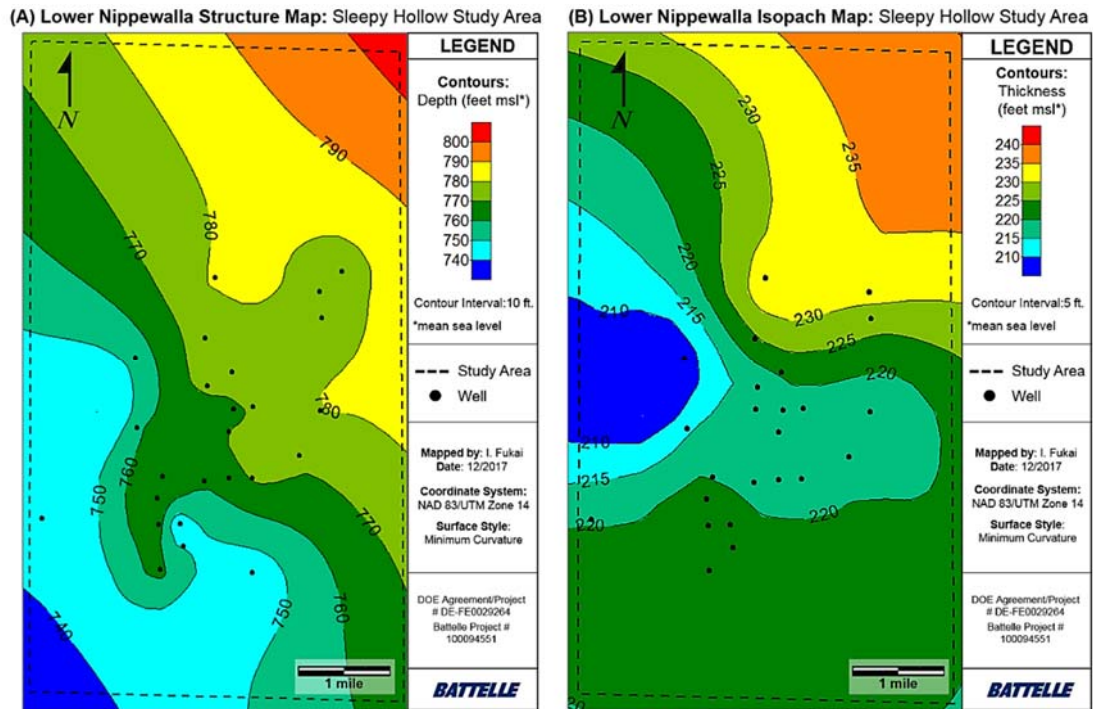 (A) Lower Nippewalla Structure Map: Sleepy Hollow Study Area
N
790
780
770
780
760
750
770
760
750
740
1 mile
LEGEND
Contours:
Depth (feet msl*)
800
790
780
770
760
750
740
Contour Interval:10 ft.
*mean sea level
Study Area
Well
Mapped by: I. Fukai
Date: 12/2017
Coordinate System:
NAD 83/UTM Zone 14
Surface Style:
Minimum Curvature
DOE Agreement/Project
# DE-FE0029264
Battelle Project #
100094551
BATTELLE
(B) Lower Nippewalla Isopach Map: Sleepy Hollow Study Area
N
230
235
225
220
215
210
230
225
220
210
215
220
220
1 mile
LEGEND
Contours:
Thickness
(feet msl*)
240
235
230
225
220
215
210
Contour Interval:5 ft.
*mean sea level
Study Area
Well
Mapped by: I. Fukai
Date: 12/2017
Coordinate System:
NAD 83/UTM Zone 14
Surface Style:
Minimum Curvature
DOE Agreement/Project
# DE-FE0029264
Battelle Project #
100094551
BATTELLE